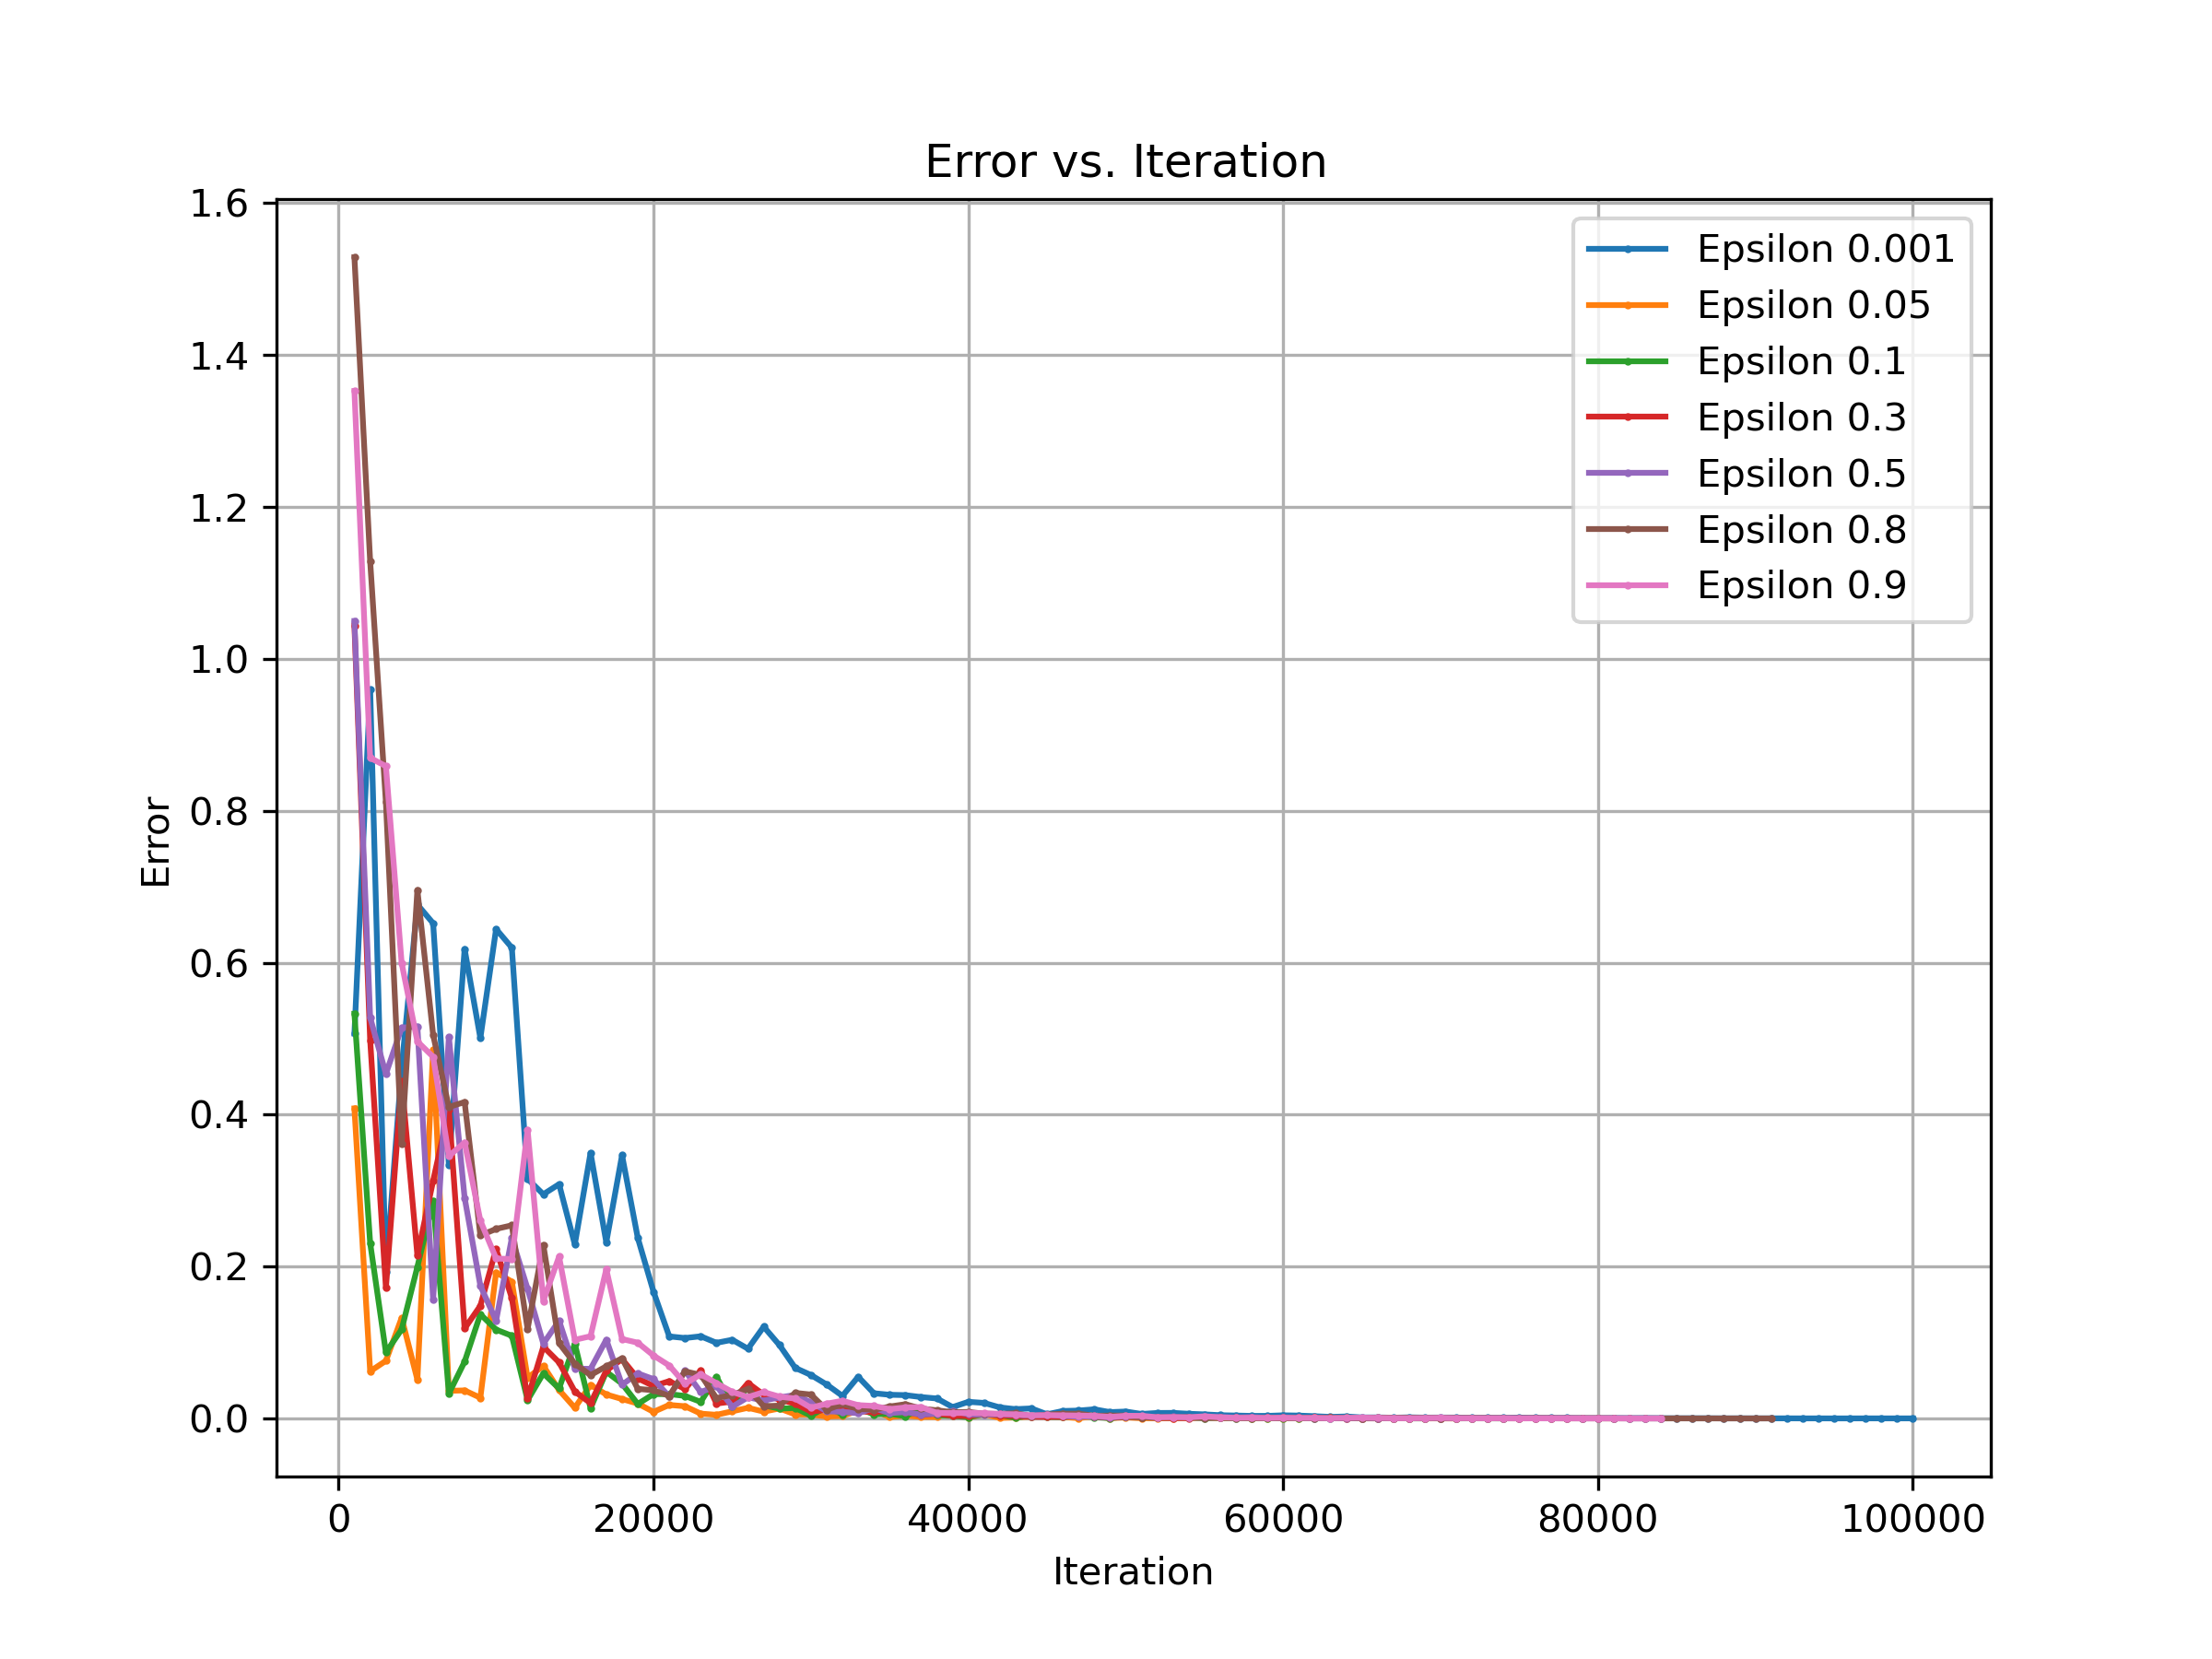 Error vs. Iteration
1.6
1.4
1.2
1.0
0.8
0.6
0.4
0.2
0.0
Error
0 20000 40000 60000 80000 100000
Iteration
Epsilon 0.001
Epsilon 0.05
Epsilon 0.1
Epsilon 0.3
Epsilon 0.5
Epsilon 0.8
Epsilon 0.9